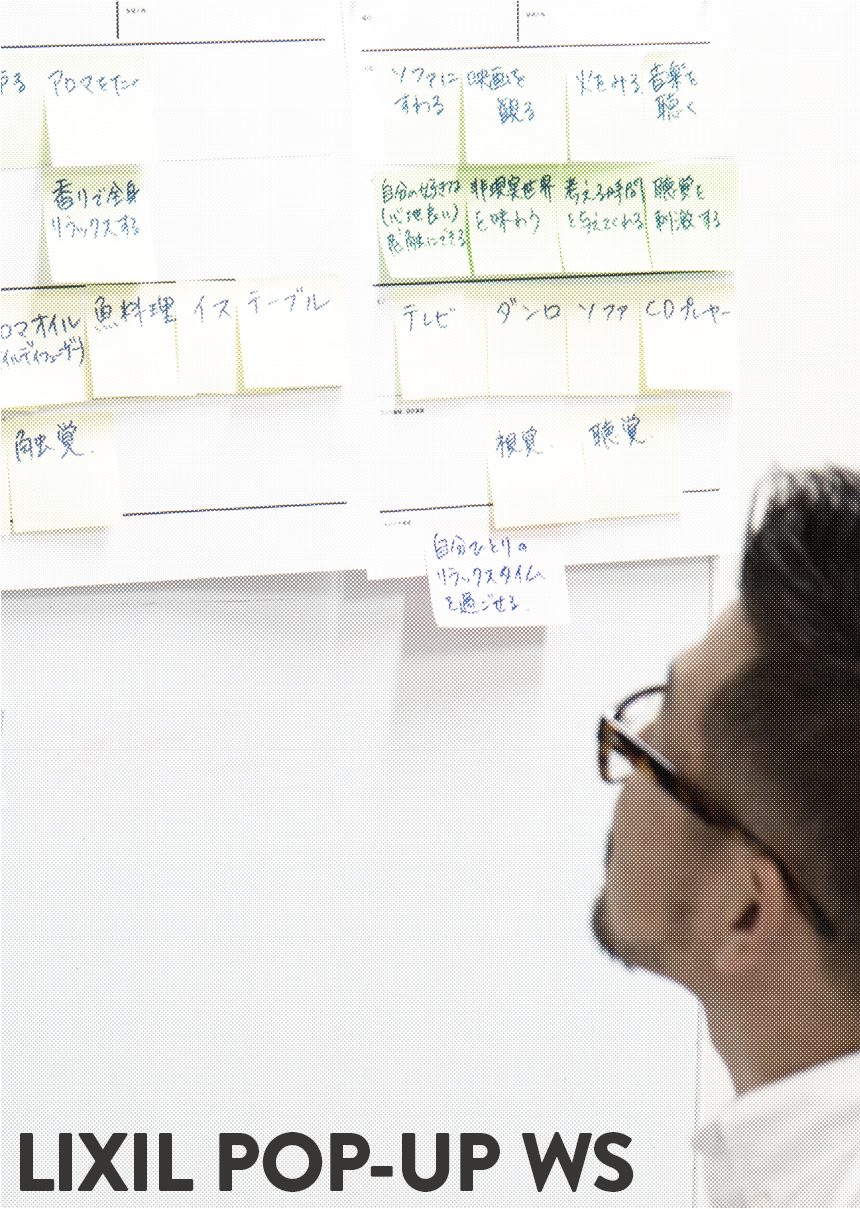 アロマをたく
ソファに
すわる
映画を
観る
火をみる
音楽を
聴く
香りで全身
リラックスする
自分の好きな
(心地良い)
感触にできる
非現実世界
を味わう
考える時間
を与えてくれる
聴覚を
刺激する
ロマオイル
魚料理
イス
テーブル
テレビ
ダンロ
ソファ
CDプレーヤー
触覚.
視覚.
聴覚.
自分ひとりの
リラックスタイム
を過ごせる.
LIXIL POP-UP WS